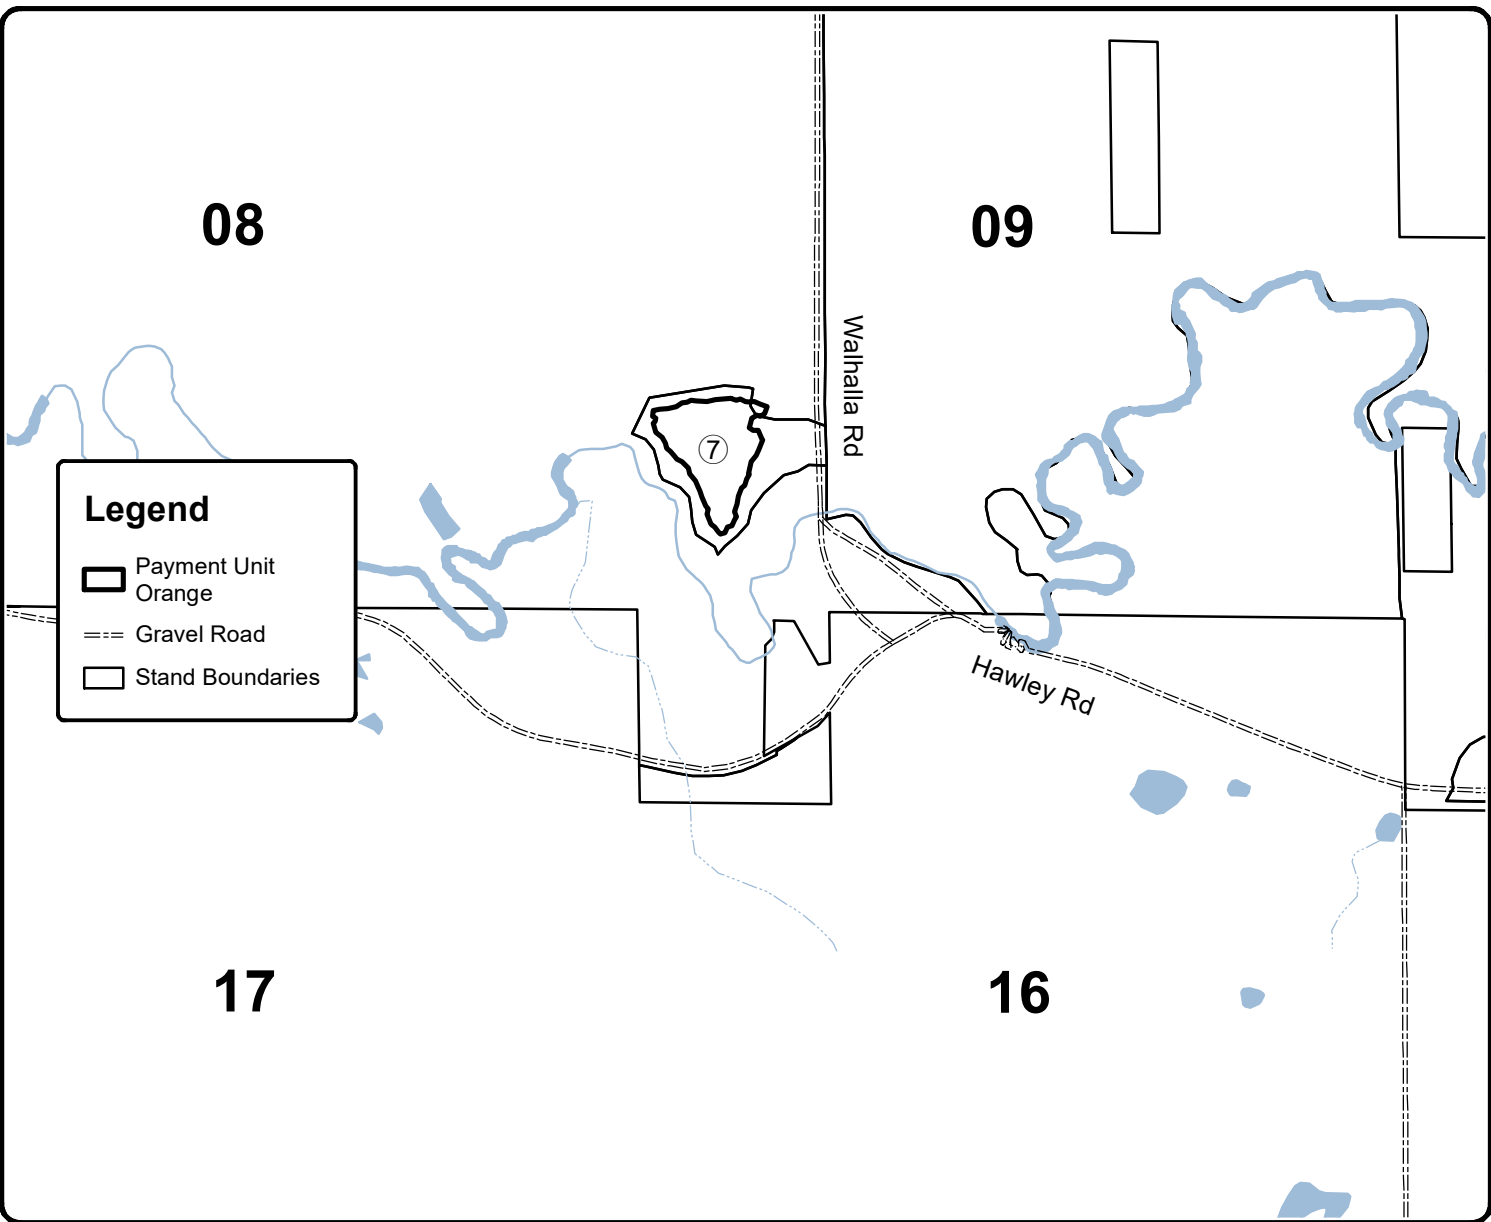 08
09
Walhalla Rd
7
Legend
Payment Unit
Orange
Gravel Road
Stand Boundaries
Hawley Rd
17
16